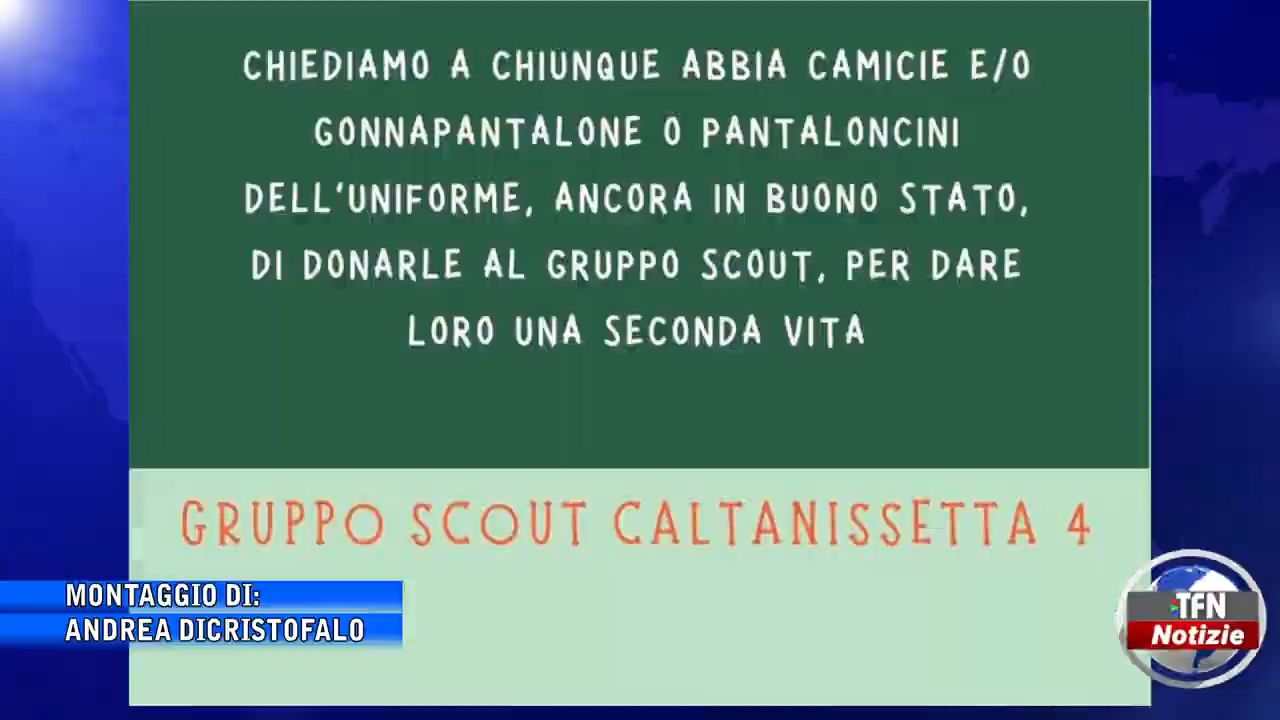 CHIEDIAMO A CHIUNQUE ABBIA CAMICIE E/O
GONNAPANTALONE O PANTALONCINI
DELL'UNIFORME, ANCORA IN BUONO STATO,
DI DONARLE AL GRUPPO SCOUT, PER DARE
LORO UNA SECONDA VITA
GRUPPO SCOUT CALTANISSETTA 4
MONTAGGIO DI:
ANDREA DICRISTOFALO
TFN
Notizie